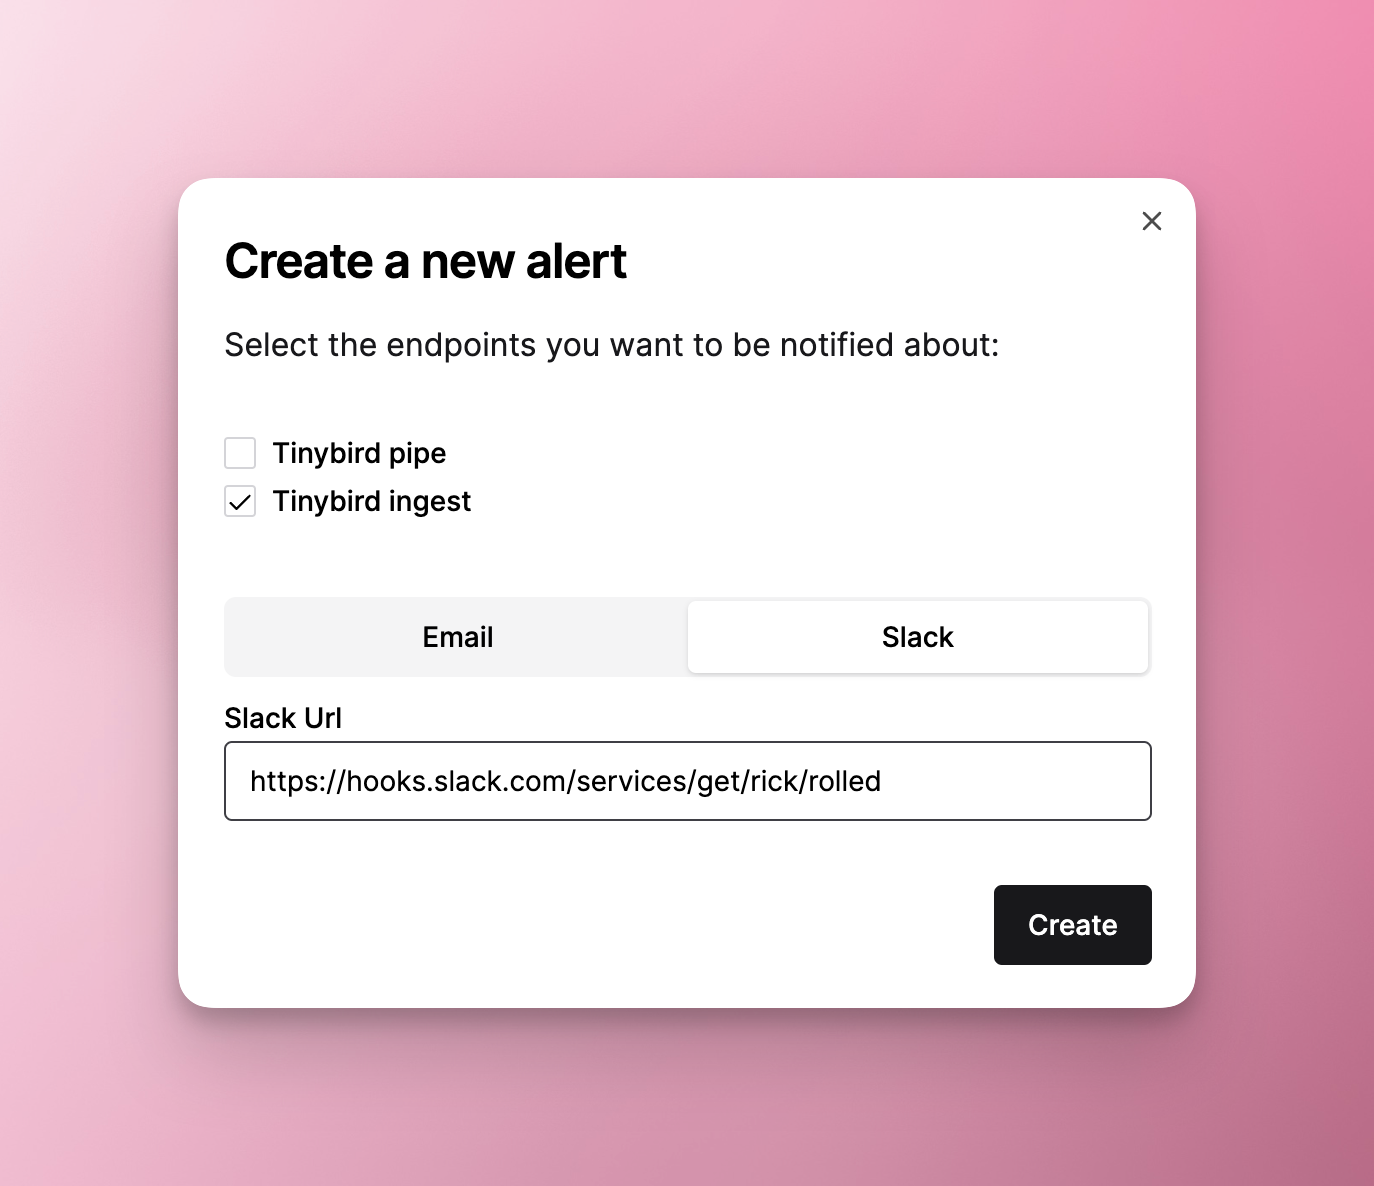 Create a new alert
Select the endpoints you want to be notified about:
Tinybird pipe
Tinybird ingest
Email
Slack
Slack Url
https://hooks.slack.com/services/get/rick/rolled
Create